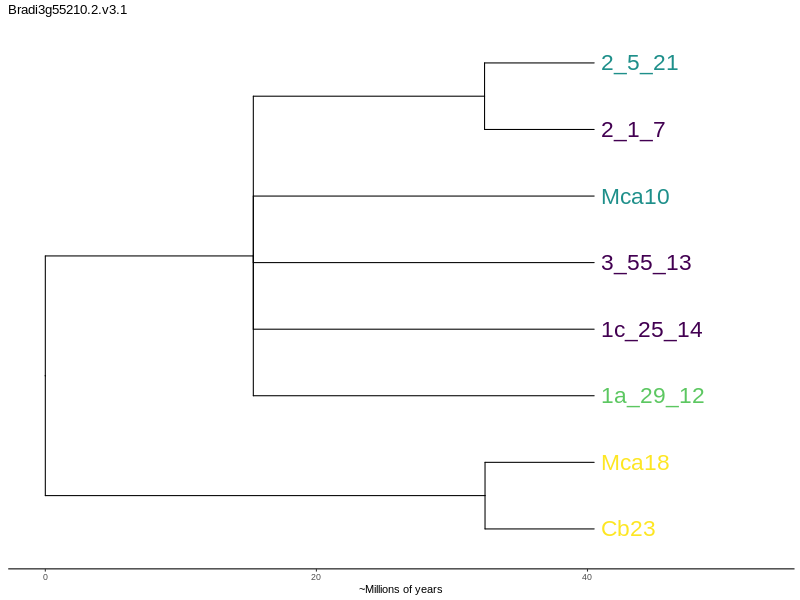 Bradi3g55210.2.v3.1
2_5_21
2_1_7
Mca10
3_55_13
1c_25_14
1a_29_12
Mca18
Cb23
0 20 40
~Millions of years